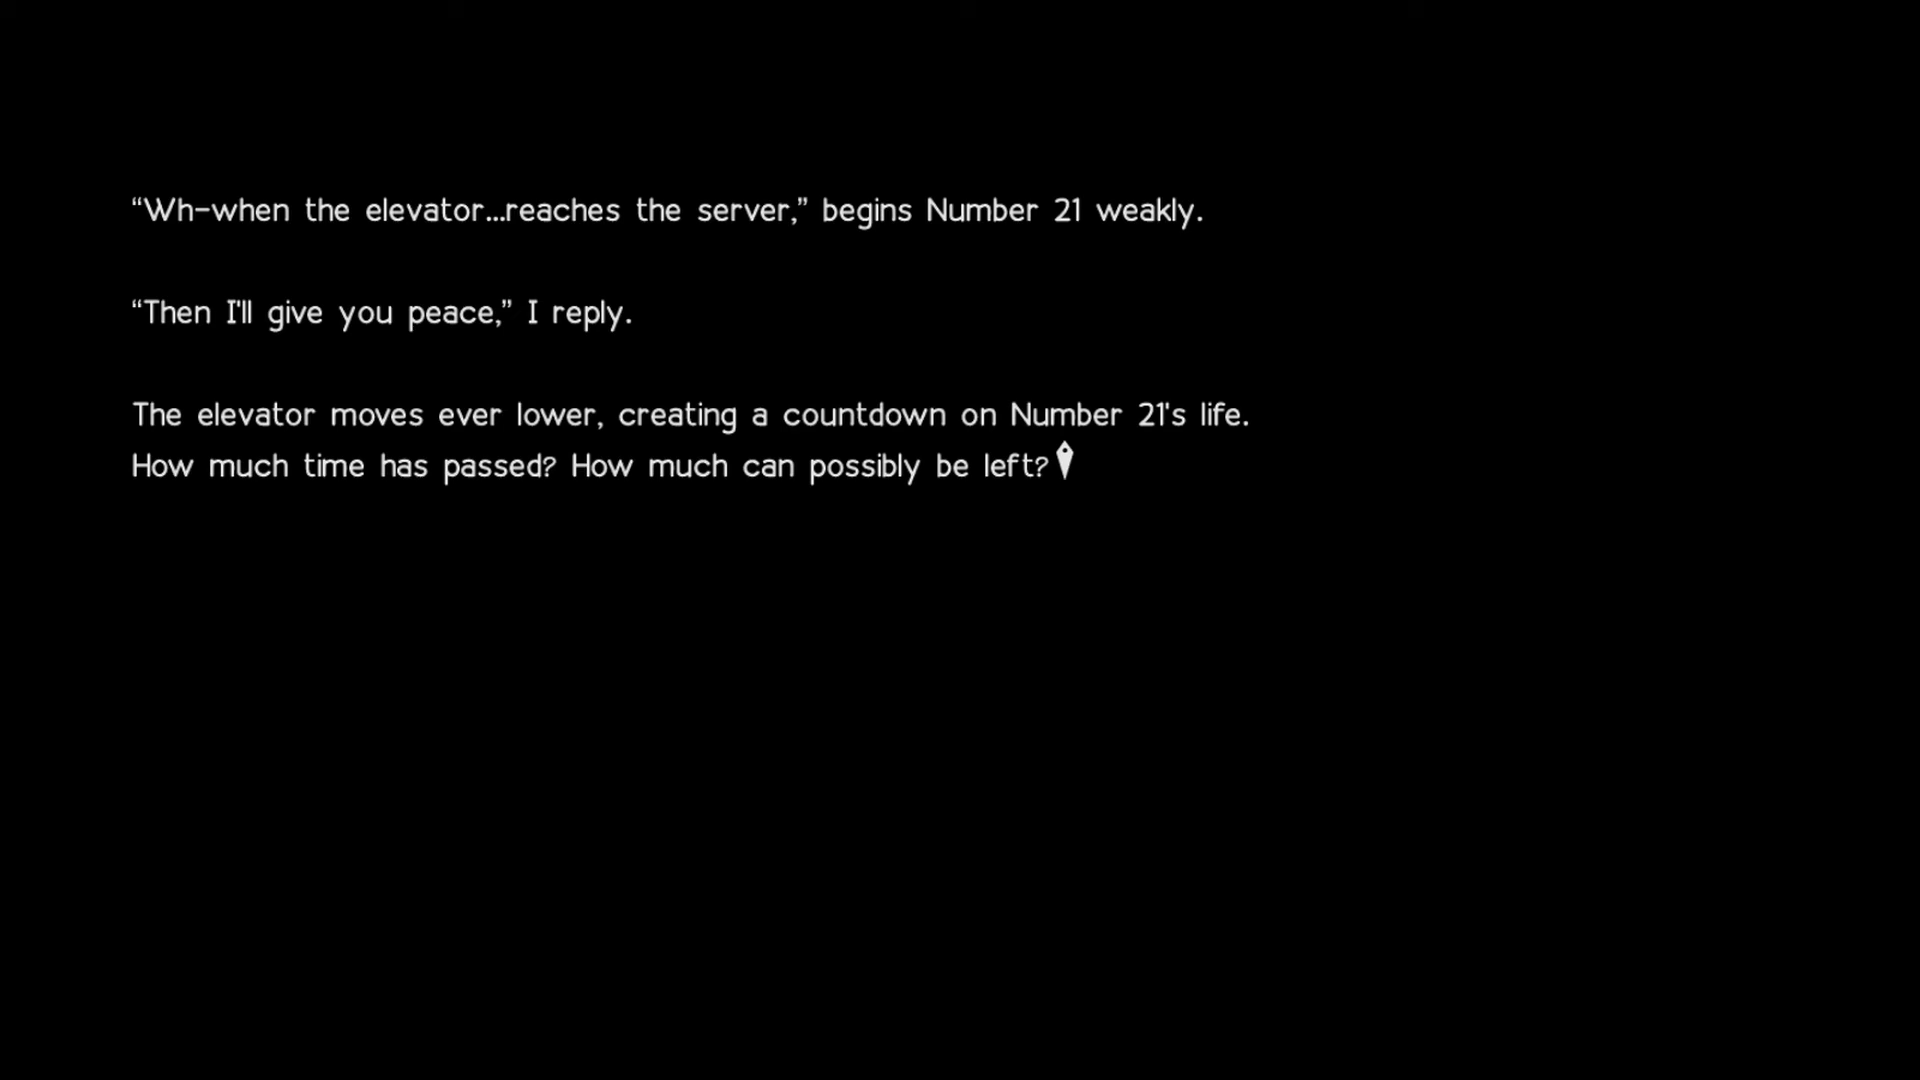 “Wh-when the elevator...reaches the server,” begins Number 21 weakly.
“Then I'll give you peace,” I reply.
The elevator moves ever lower, creating a countdown on Number 21's life.
How much time has passed? How much can possibly be left?